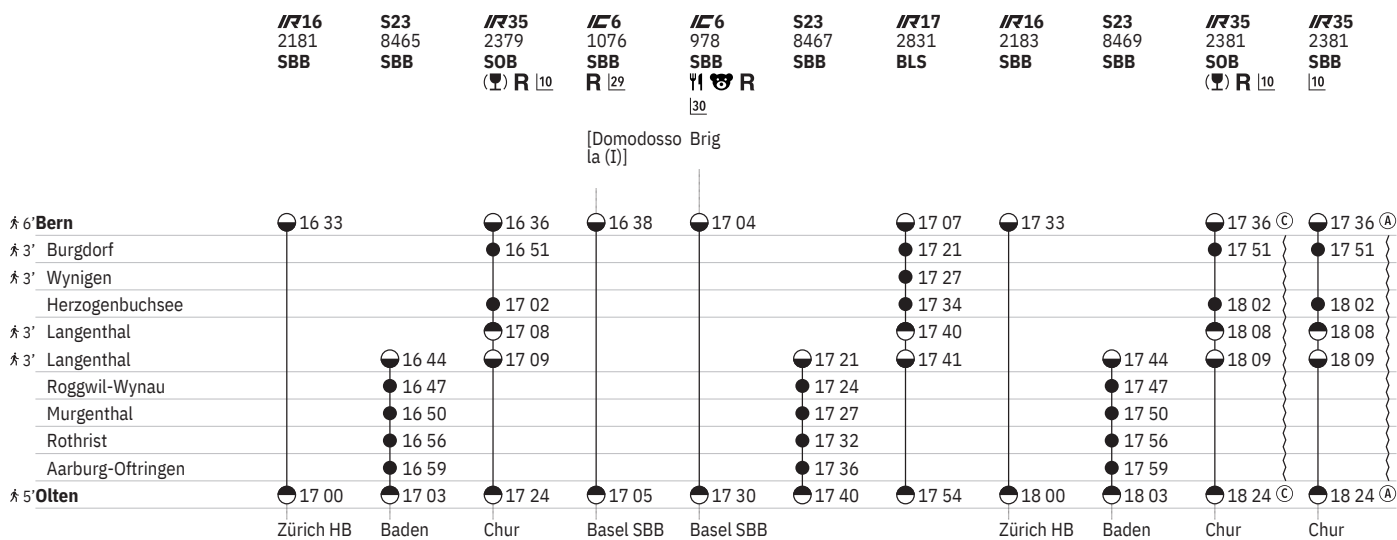 IR16 S23 IR35 IC6 IC6 S23 IR17 IR16 S23 IR35 IR35
2181 8465 2379 1076 978 8467 2831 2183 8469 2381 2381
SBB SBB SOB SBB SBB SBB BLS SBB SBB SOB SBB
R 10 R 29 R R 10 10
30
[Domodosso Brig
la (I)]
6' Bern 16 33 16 36 16 38 17 04 17 07 17 33 17 36 C 17 36 A
3' Burgdorf 16 51 17 21 17 51 17 51
3' Wynigen 17 27
Herzogenbuchsee 17 02 17 34 18 02 18 02
3' Langenthal 17 08 17 40 18 08 18 08
3' Langenthal 16 44 17 09 17 21 17 41 17 44 18 09 18 09
Roggwil-Wynau 16 47 17 24 17 47
Murgenthal 16 50 17 27 17 50
Rothrist 16 56 17 32 17 56
Aarburg-Oftringen 16 59 17 36 17 59
5' Olten 17 00 17 03 17 24 17 05 17 30 17 40 17 54 18 00 18 03 18 24 C 18 24 A
Zürich HB Baden Chur Basel SBB Basel SBB Zürich HB Baden Chur Chur